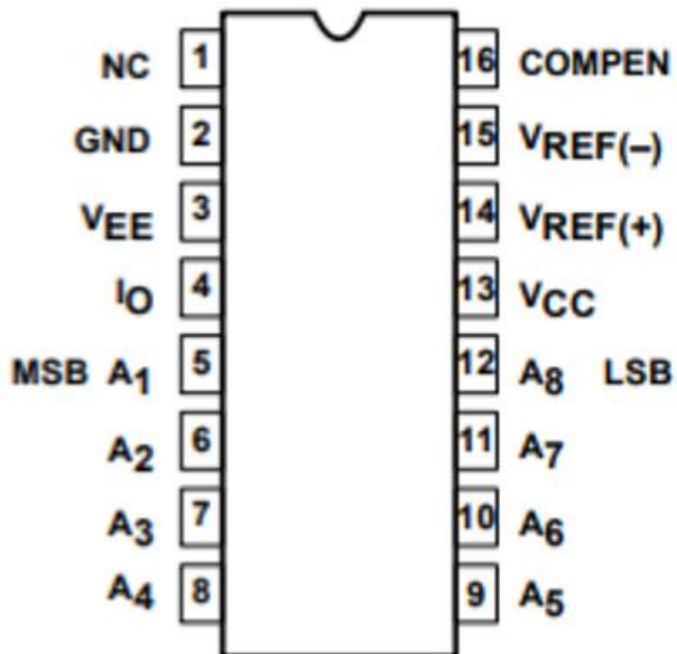 NC 1 16 COMPEN
GND 2 15 VREF(–)
VEE 3 14 VREF(+)
IO 4 13 VCC
MSB A1 5 12 A8 LSB
A2 6 11 A7
A3 7 10 A6
A4 8 9 A5